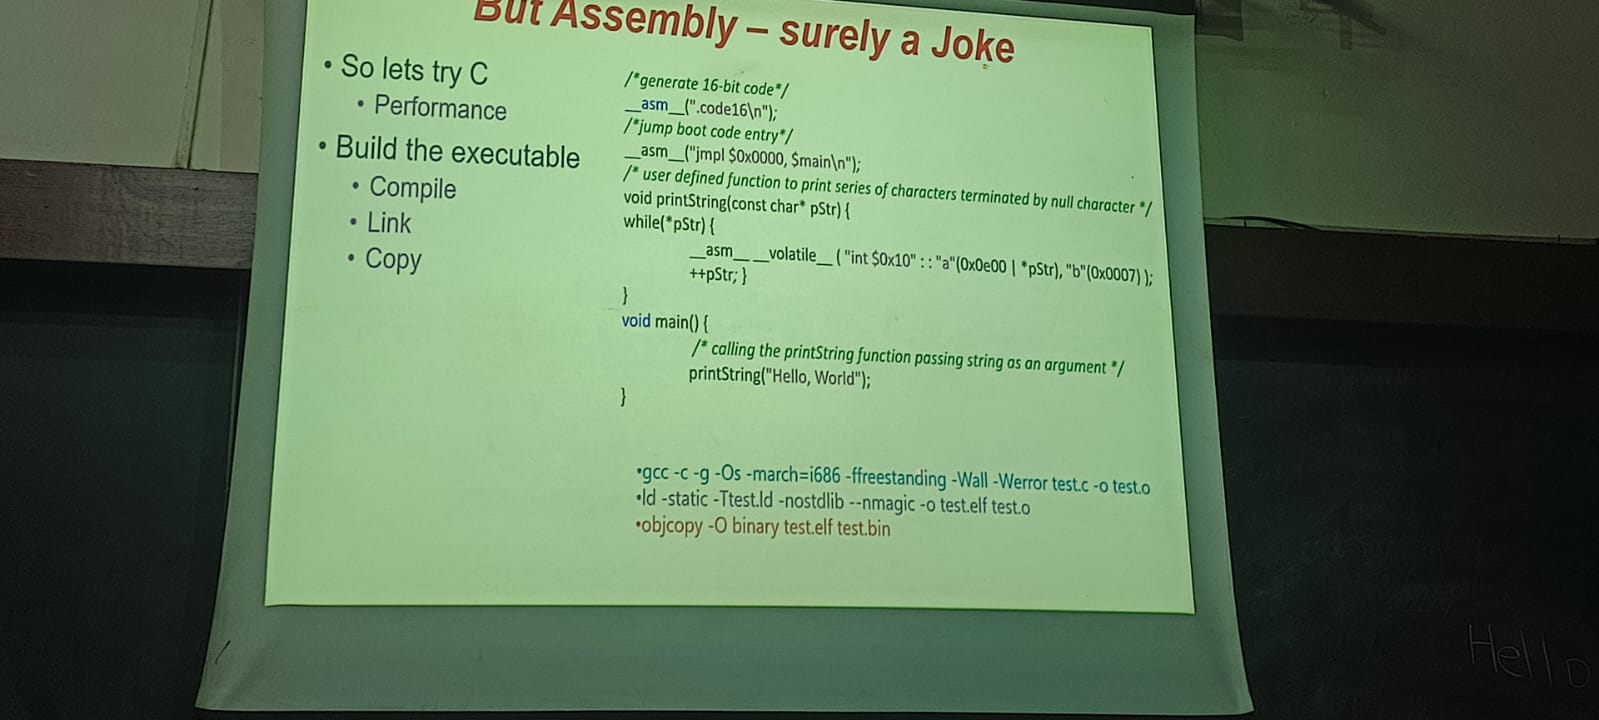 But Assembly – surely a Joke
• So lets try C
• Performance
• Build the executable
• Compile
• Link
• Copy
/*generate 16-bit code*/
__asm__(".code16\n");
/*jump boot code entry*/
__asm__("jmpl $0x0000, $main\n");
/* user defined function to print series of characters terminated by null character */
void printString(const char* pStr) {
while(*pStr) {
__asm__ __volatile__ ( "int $0x10" : : "a"(0x0e00 | *pStr), "b"(0x0007) );
++pStr; }
}
void main() {
/* calling the printString function passing string as an argument */
printString("Hello, World");
}
•gcc -c -g -Os -march=i686 -ffreestanding -Wall -Werror test.c -o test.o
•ld -static -Ttest.ld -nostdlib --nmagic -o test.elf test.o
•objcopy -O binary test.elf test.bin
Hello